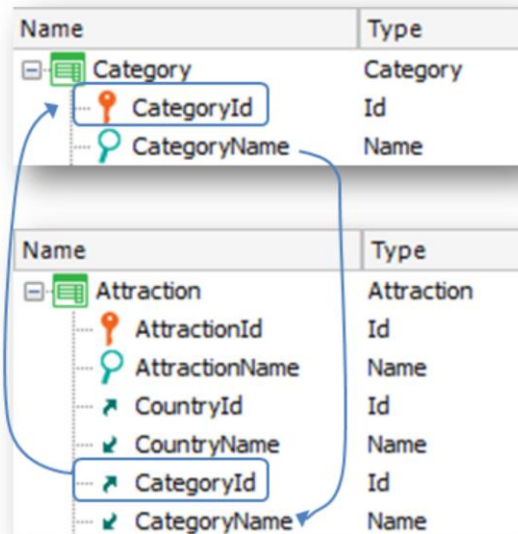 Name Type
Category Category
CategoryId Id
CategoryName Name
Name Type
Attraction Attraction
AttractionId Id
AttractionName Name
CountryId Id
CountryName Name
CategoryId Id
CategoryName Name